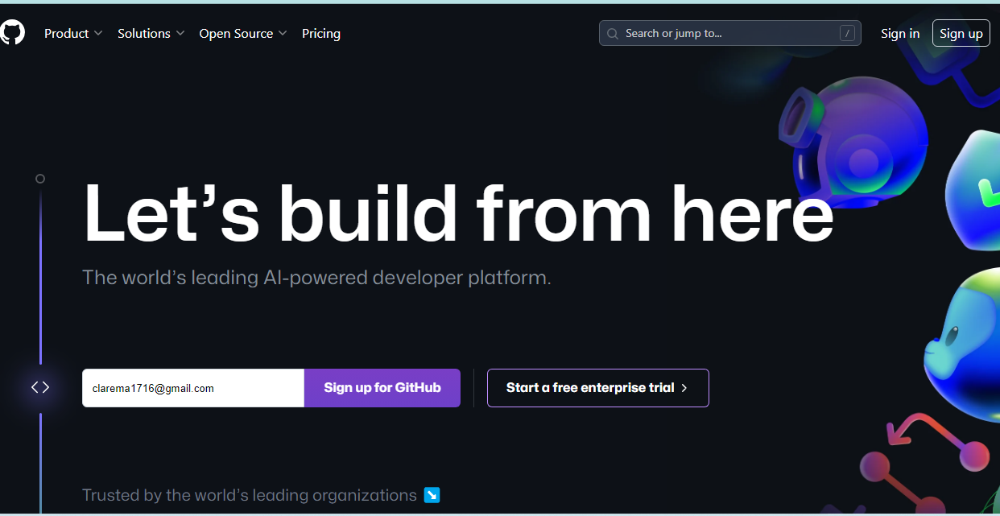 Product Solutions Open Source Pricing Search or jump to... / Sign in Sign up
Let’s build from here
The world’s leading AI-powered developer platform.
clarema1716@gmail.com Sign up for GitHub Start a free enterprise trial
Trusted by the world’s leading organizations